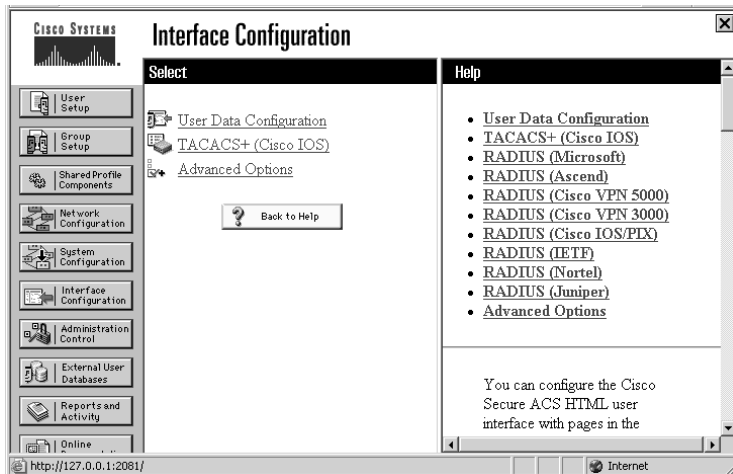 CISCO SYSTEMS
Interface Configuration
Select
Help
User
Setup
Group
Setup
Shared Profile
Components
Network
Configuration
System
Configuration
Interface
Configuration
Administration
Control
External User
Databases
Reports and
Activity
Online
User Data Configuration
TACACS+ (Cisco IOS)
Advanced Options
Back to Help
User Data Configuration
TACACS+ (Cisco IOS)
RADIUS (Microsoft)
RADIUS (Ascend)
RADIUS (Cisco VPN 5000)
RADIUS (Cisco VPN 3000)
RADIUS (Cisco IOS/PIX)
RADIUS (IETF)
RADIUS (Nortel)
RADIUS (Juniper)
Advanced Options
You can configure the Cisco
Secure ACS HTML user
interface with pages in the
http://127.0.0.1:2081/
Internet